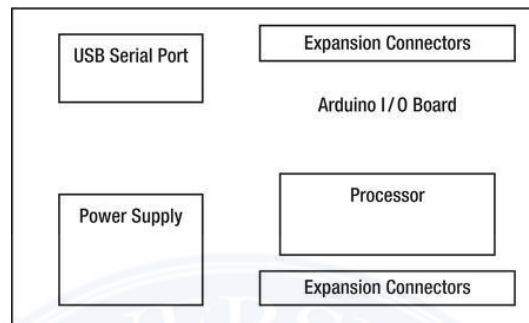 USB Serial Port
Expansion Connectors
Arduino I/O Board
Power Supply
Processor
Expansion Connectors